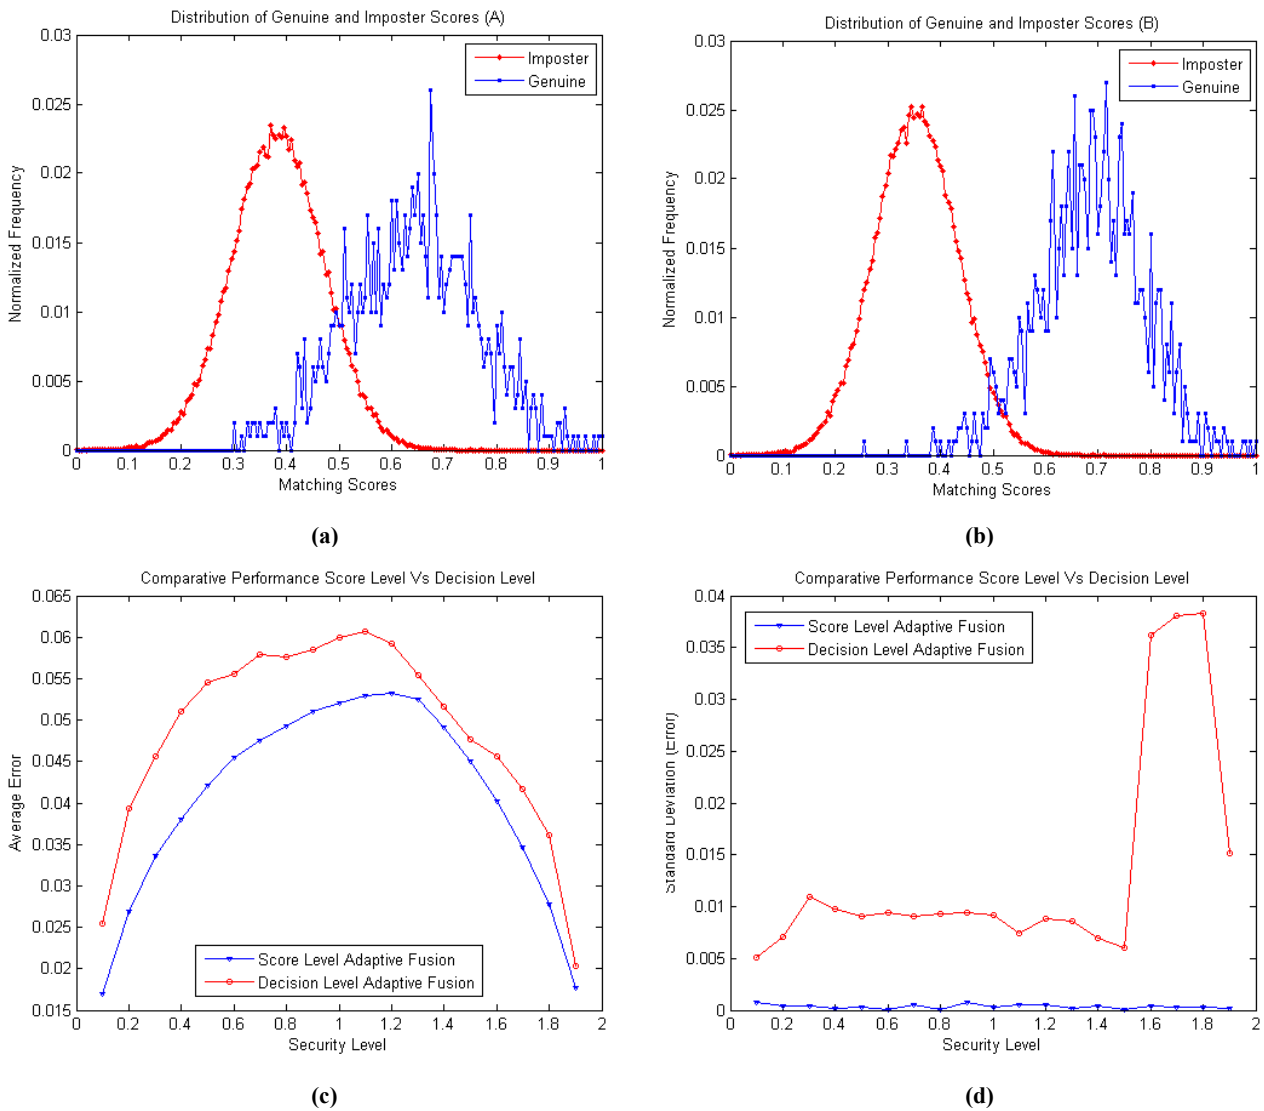 Distribution of Genuine and Imposter Scores (A)
0.03
0.025
0.02
0.015
0.01
0.005
0
Normalized Frequency
Imposter
Genuine
0 0.1 0.2 0.3 0.4 0.5 0.6 0.7 0.8 0.9 1
Matching Scores
(a)
Distribution of Genuine and Imposter Scores (B)
0.03
0.025
0.02
0.015
0.01
0.005
0
Normalized Frequency
Imposter
Genuine
0 0.1 0.2 0.3 0.4 0.5 0.6 0.7 0.8 0.9 1
Matching Scores
(b)
Comparative Performance Score Level Vs Decision Level
0.065
0.06
0.055
0.05
0.045
0.04
0.035
0.03
0.025
0.02
0.015
Average Error
Score Level Adaptive Fusion
Decision Level Adaptive Fusion
0 0.2 0.4 0.6 0.8 1 1.2 1.4 1.6 1.8 2
Security Level
(c)
Comparative Performance Score Level Vs Decision Level
0.04
0.035
0.03
0.025
0.02
0.015
0.01
0.005
0
Standard Deviation (Error)
Score Level Adaptive Fusion
Decision Level Adaptive Fusion
0 0.2 0.4 0.6 0.8 1 1.2 1.4 1.6 1.8 2
Security Level
(d)